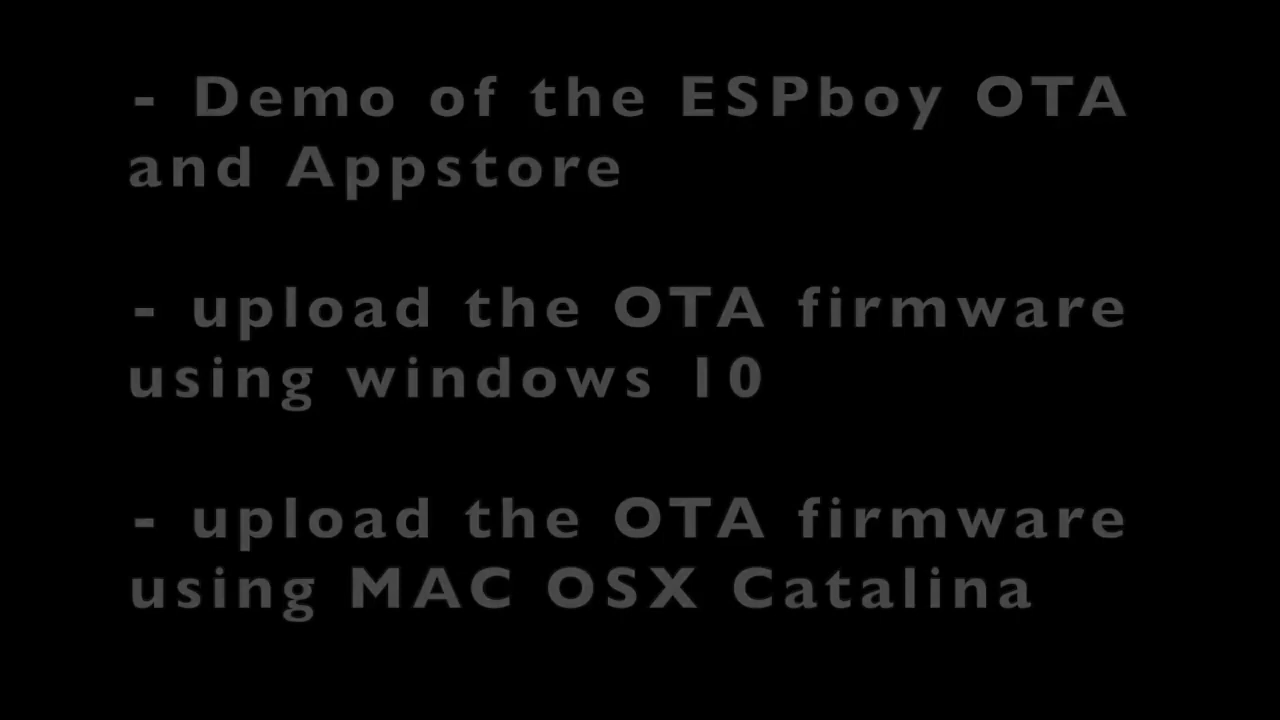 - Demo of the ESPboy OTA
and Appstore
- upload the OTA firmware
using windows 10
- upload the OTA firmware
using MAC OSX Catalina